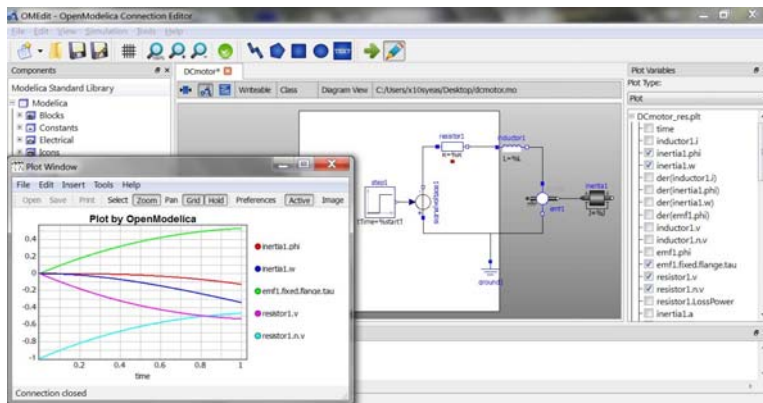 OMEdit - OpenModelica Connection Editor
File Edit View Simulation Tools Help
Components
DCmotor*
Plot Variables
Modelica Standard Library
Writeable Class Diagram View C:/Users/x10syeas/Desktop/dcmotor.mo
Plot Type:
Plot
Modelica
Blocks
Constants
Electrical
Icons
DCmotor_res.plt
time
inductor1.i
inertia1.phi
inertia1.w
der(inductor1.i)
der(inertia1.phi)
der(inertia1.w)
der(emf1.phi)
inductor1.v
inductor1.n.v
emf1.phi
emf1.fixed.flange.tau
resistor1.v
resistor1.n.v
resistor1.LossPower
inertia1.a
resistor1
R=%R
inductor1
L=%L
step1
tTime=%startT
emf1
inertia1
J=%J
ground1
Plot Window
File Edit Insert Tools Help
Open Save Print Select Zoom Pan Grid Hold Preferences Active Image
Plot by OpenModelica
0.4
0.2
0
-0.2
-0.4
-0.6
-0.8
-1
0.2 0.4 0.6 0.8 1
time
inertia1.phi
inertia1.w
emf1.fixed.flange.tau
resistor1.v
resistor1.n.v
Connection closed